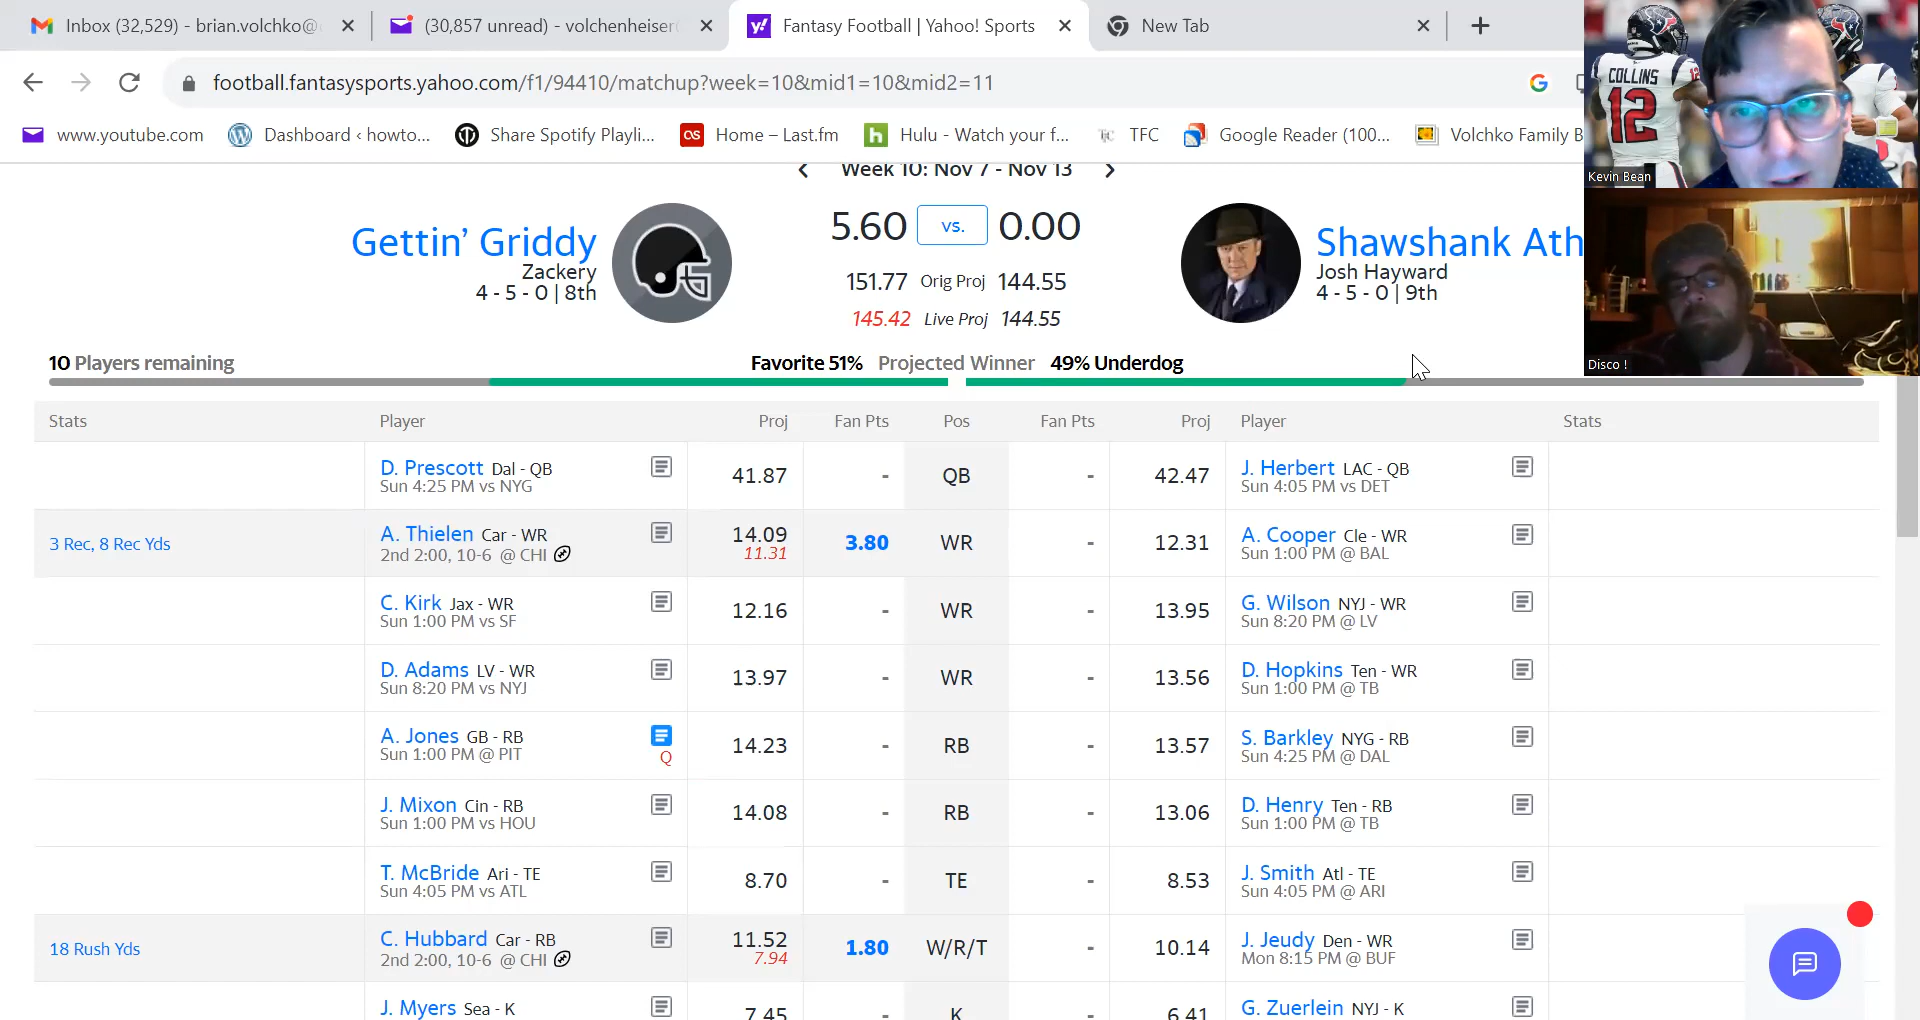 Inbox (32,529) - brian.volchko@
(30,857 unread) - volchenheiser
Fantasy Football | Yahoo! Sports
New Tab
football.fantasysports.yahoo.com/f1/94410/matchup?week=10&mid1=10&mid2=11
www.youtube.com
Dashboard ‹ howto...
Share Spotify Playli...
Home – Last.fm
Hulu - Watch your f...
TFC
Google Reader (100...
Volchko Family B
COLLINS
12
12
Kevin Bean
Disco !
Week 10: Nov 7 - Nov 13
Gettin' Griddy
Zackery
4 - 5 - 0 | 8th
5.60 vs. 0.00
151.77 Orig Proj 144.55
145.42 Live Proj 144.55
Shawshank Ath
Josh Hayward
4 - 5 - 0 | 9th
10 Players remaining
Favorite 51% Projected Winner 49% Underdog
Stats Player Proj Fan Pts Pos Fan Pts Proj Player Stats
D. Prescott Dal - QB 41.87 - QB - 42.47 J. Herbert LAC - QB
Sun 4:25 PM vs NYG Sun 4:05 PM vs DET
3 Rec, 8 Rec Yds A. Thielen Car - WR 14.09 3.80 WR - 12.31 A. Cooper Cle - WR
2nd 2:00, 10-6 @ CHI 11.31 Sun 1:00 PM @ BAL
C. Kirk Jax - WR 12.16 - WR - 13.95 G. Wilson NYJ - WR
Sun 1:00 PM vs SF Sun 8:20 PM @ LV
D. Adams LV - WR 13.97 - WR - 13.56 D. Hopkins Ten - WR
Sun 8:20 PM vs NYJ Sun 1:00 PM @ TB
A. Jones GB - RB 14.23 - RB - 13.57 S. Barkley NYG - RB
Sun 1:00 PM @ PIT Q Sun 4:25 PM @ DAL
J. Mixon Cin - RB 14.08 - RB - 13.06 D. Henry Ten - RB
Sun 1:00 PM vs HOU Sun 1:00 PM @ TB
T. McBride Ari - TE 8.70 - TE - 8.53 J. Smith Atl - TE
Sun 4:05 PM vs ATL Sun 4:05 PM @ ARI
18 Rush Yds C. Hubbard Car - RB 11.52 1.80 W/R/T - 10.14 J. Jeudy Den - WR
2nd 2:00, 10-6 @ CHI 7.94 Mon 8:15 PM @ BUF
J. Myers Sea - K 7.45 - K - 6.41 G. Zuerlein NYJ - K